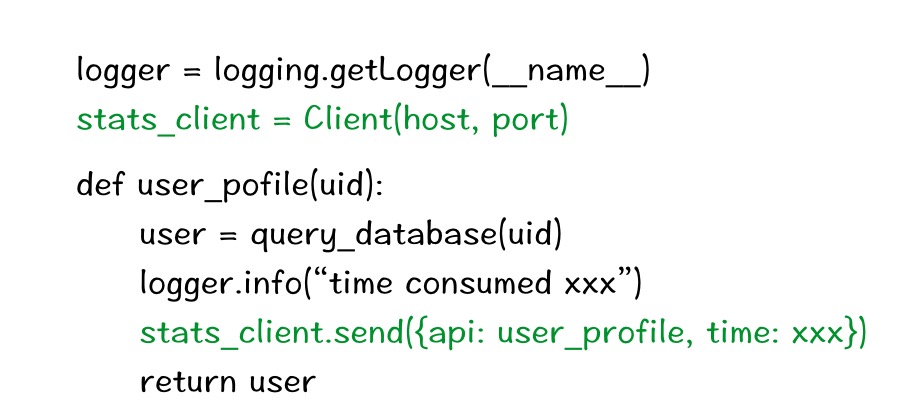 logger = logging.getLogger(__name__)
stats_client = Client(host, port)
def user_pofile(uid):
user = query_database(uid)
logger.info(“time consumed xxx”)
stats_client.send({api: user_profile, time: xxx})
return user